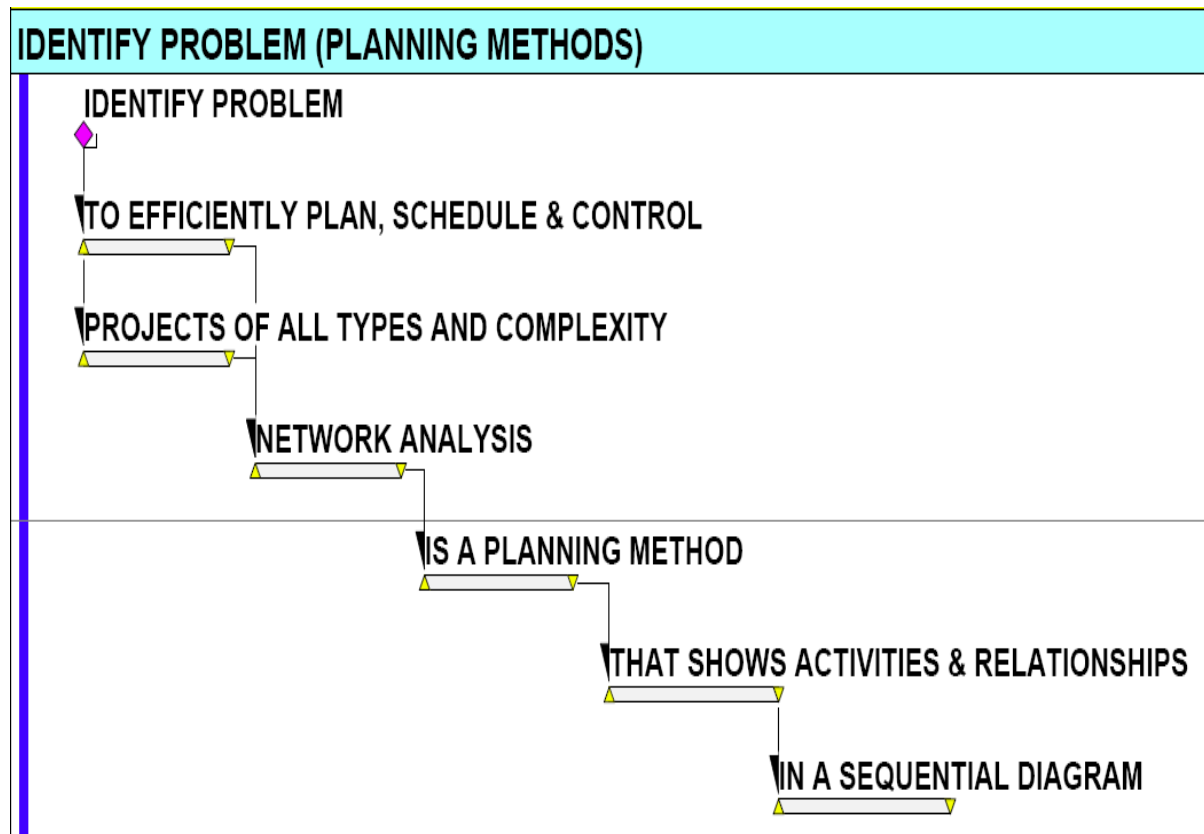 IDENTIFY PROBLEM (PLANNING METHODS)
IDENTIFY PROBLEM
TO EFFICIENTLY PLAN, SCHEDULE & CONTROL
PROJECTS OF ALL TYPES AND COMPLEXITY
NETWORK ANALYSIS
IS A PLANNING METHOD
THAT SHOWS ACTIVITIES & RELATIONSHIPS
IN A SEQUENTIAL DIAGRAM